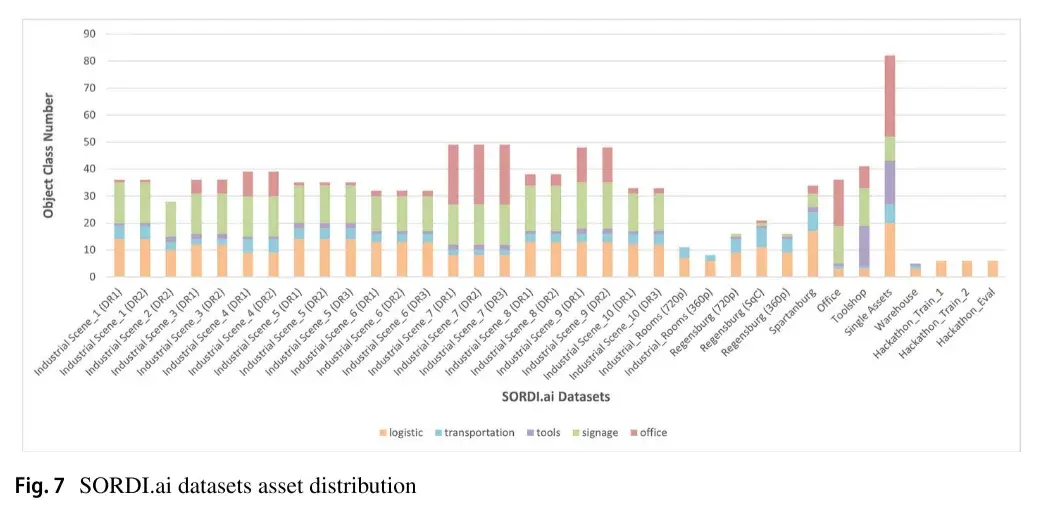 90
80
70
60
50
40
30
20
10
0
Object Class Number
Industrial Scene_1 (DR1)
Industrial Scene_1 (DR2)
Industrial Scene_2 (DR2)
Industrial Scene_3 (DR1)
Industrial Scene_3 (DR2)
Industrial Scene_4 (DR1)
Industrial Scene_4 (DR2)
Industrial Scene_5 (DR1)
Industrial Scene_5 (DR2)
Industrial Scene_5 (DR3)
Industrial Scene_6 (DR1)
Industrial Scene_6 (DR2)
Industrial Scene_6 (DR3)
Industrial Scene_7 (DR1)
Industrial Scene_7 (DR2)
Industrial Scene_7 (DR3)
Industrial Scene_8 (DR1)
Industrial Scene_8 (DR2)
Industrial Scene_9 (DR1)
Industrial Scene_9 (DR2)
Industrial Scene_10 (DR1)
Industrial Scene_10 (DR3)
Industrial_Rooms (720p)
Industrial_Rooms (360p)
Regensburg (720p)
Regensburg (SqC)
Regensburg (360p)
Spartanburg
Office
Toolshop
Single Assets
Warehouse
Hackathon_Train_1
Hackathon_Train_2
Hackathon_Eval
SORDI.ai Datasets
logistic transportation tools signage office
Fig. 7 SORDI.ai datasets asset distribution